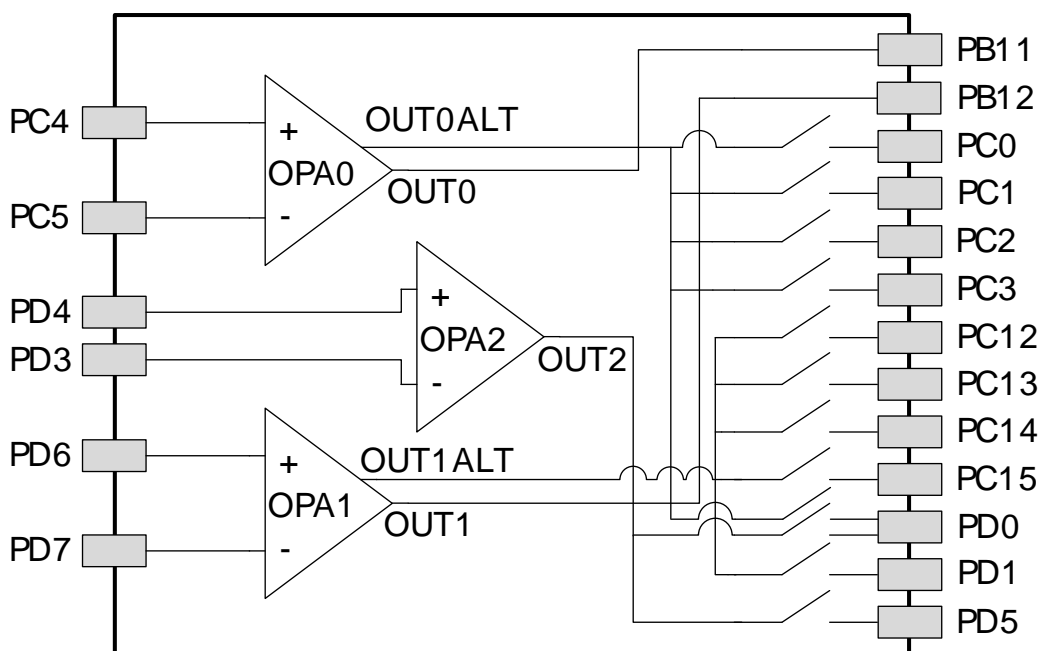 PB11
PB12
PC4
+
OUT0ALT
PC0
OPA0
OUT0
PC1
PC5
-
PC2
PD4
+
PC3
OPA2
OUT2
PC12
PD3
-
PC13
PC14
PD6
+
OUT1ALT
PC15
OPA1
OUT1
PD0
PD7
-
PD1
PD5